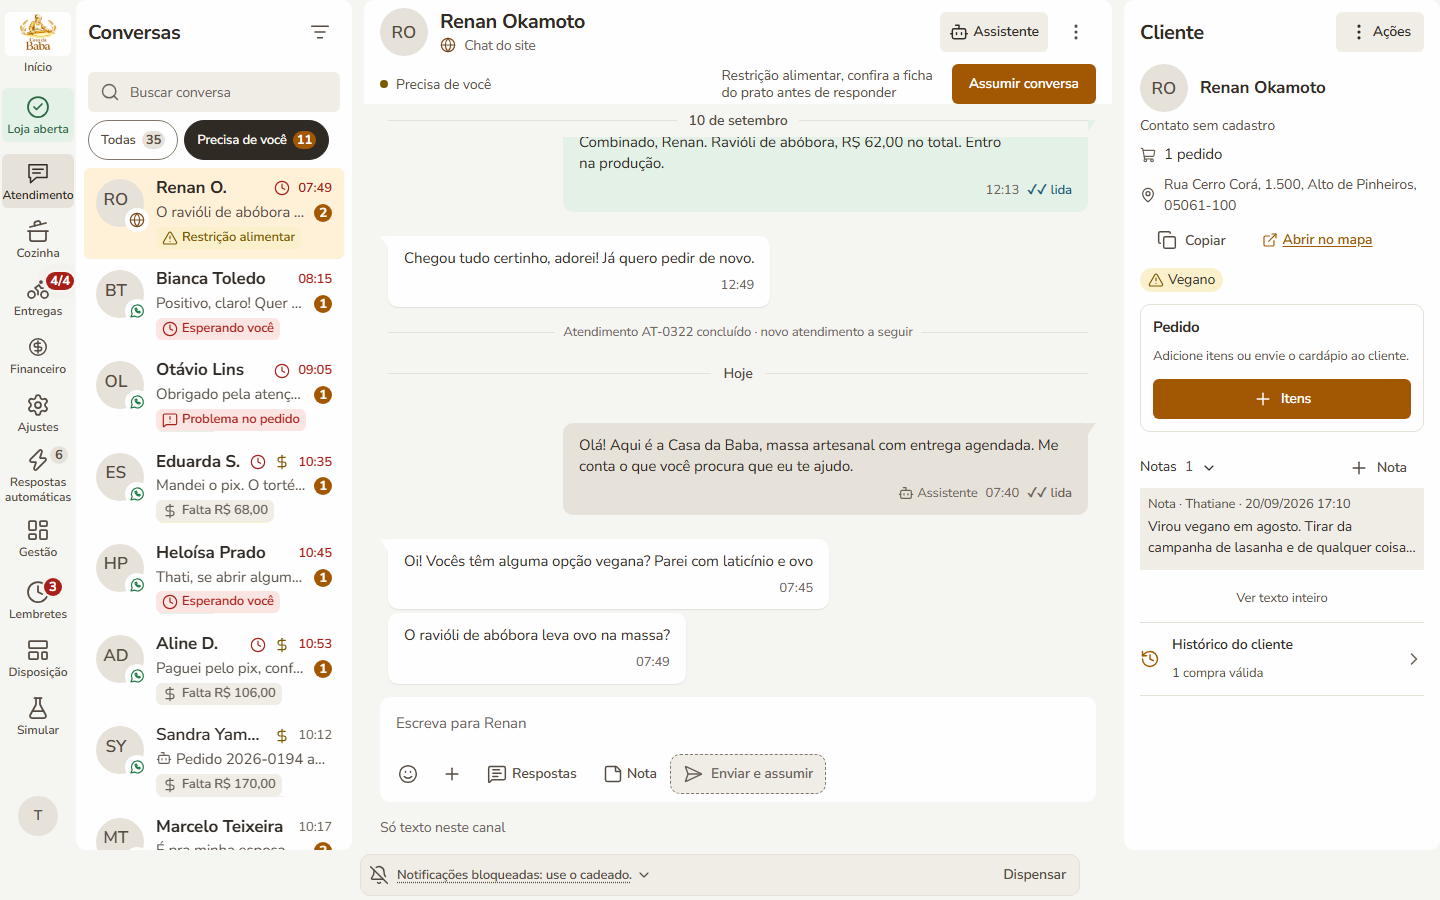 Casa da
Baba
Início
Loja aberta
Atendimento
Cozinha
4/4
Entregas
Financeiro
Ajustes
6
Respostas
automáticas
Gestão
3
Lembretes
Disposição
Simular
T
Conversas
Buscar conversa
Todas 35
Precisa de você 11
RO
Renan O. 07:49
O ravióli de abóbora ... 2
Restrição alimentar
BT
Bianca Toledo 08:15
Positivo, claro! Quer ... 1
Esperando você
OL
Otávio Lins 09:05
Obrigado pela atenç... 1
Problema no pedido
ES
Eduarda S. 10:35
Mandei o pix. O torté... 1
Falta R$ 68,00
HP
Heloísa Prado 10:45
Thati, se abrir algum... 1
Esperando você
AD
Aline D. 10:53
Paguei pelo pix, conf... 1
Falta R$ 106,00
SY
Sandra Yam... 10:12
Pedido 2026-0194 a...
Falta R$ 170,00
MT
Marcelo Teixeira 10:17
É pra minha esposa
RO
Renan Okamoto
Chat do site
Assistente
Precisa de você
Restrição alimentar, confira a ficha
do prato antes de responder
Assumir conversa
10 de setembro
Combinado, Renan. Ravióli de abóbora, R$ 62,00 no total. Entro
na produção.
12:13 lida
Chegou tudo certinho, adorei! Já quero pedir de novo.
12:49
Atendimento AT-0322 concluído · novo atendimento a seguir
Hoje
Olá! Aqui é a Casa da Baba, massa artesanal com entrega agendada. Me
conta o que você procura que eu te ajudo.
Assistente 07:40 lida
Oi! Vocês têm alguma opção vegana? Parei com laticínio e ovo
07:45
O ravióli de abóbora leva ovo na massa?
07:49
Escreva para Renan
Respostas
Nota
Enviar e assumir
Só texto neste canal
Notificações bloqueadas: use o cadeado.
Dispensar
Cliente
Ações
RO
Renan Okamoto
Contato sem cadastro
1 pedido
Rua Cerro Corá, 1.500, Alto de Pinheiros,
05061-100
Copiar
Abrir no mapa
Vegano
Pedido
Adicione itens ou envie o cardápio ao cliente.
Itens
Notas 1
Nota
Nota · Thatiane · 20/09/2026 17:10
Virou vegano em agosto. Tirar da
campanha de lasanha e de qualquer coisa...
Ver texto inteiro
Histórico do cliente
1 compra válida